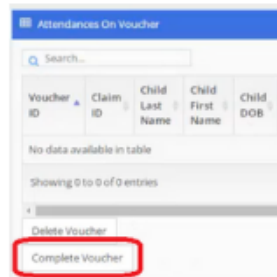 Attendances On Voucher
Search...
Voucher ID Claim ID Child Last Name Child First Name Child DOB
No data available in table
Showing 0 to 0 of 0 entries
Delete Voucher
Complete Voucher